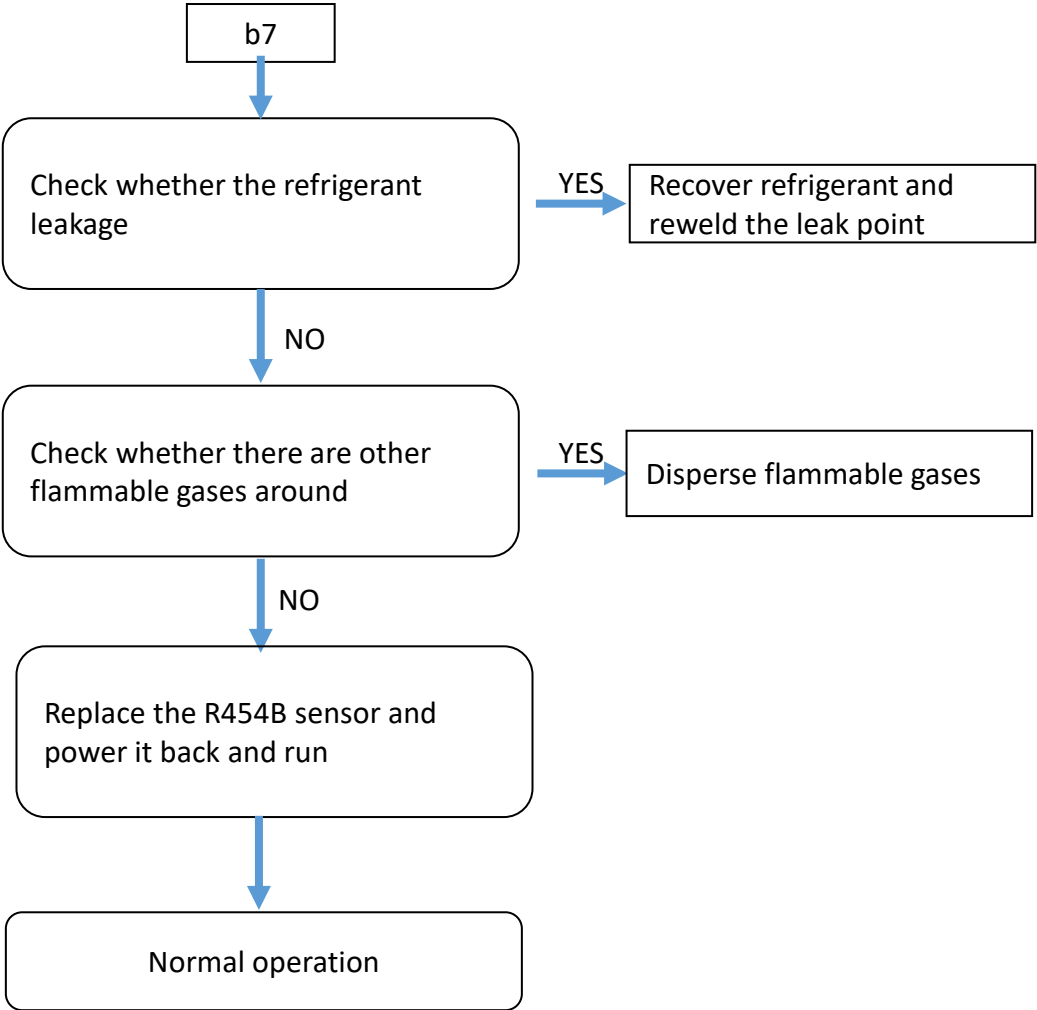 b7
Check whether the refrigerant
leakage
YES
Recover refrigerant and
reweld the leak point
NO
Check whether there are other
flammable gases around
YES
Disperse flammable gases
NO
Replace the R454B sensor and
power it back and run
Normal operation